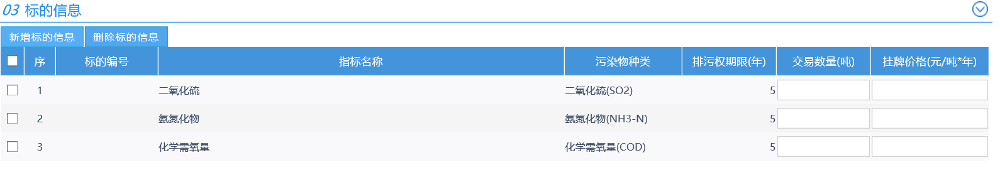 03 标的信息
新增标的信息 删除标的信息
序 标的编号 指标名称 污染物种类 排污权期限(年) 交易数量(吨) 挂牌价格(元/吨*年)
1 二氧化硫 二氧化硫(SO2) 5
2 氨氮化物 氨氮化物(NH3-N) 5
3 化学需氧量 化学需氧量(COD) 5